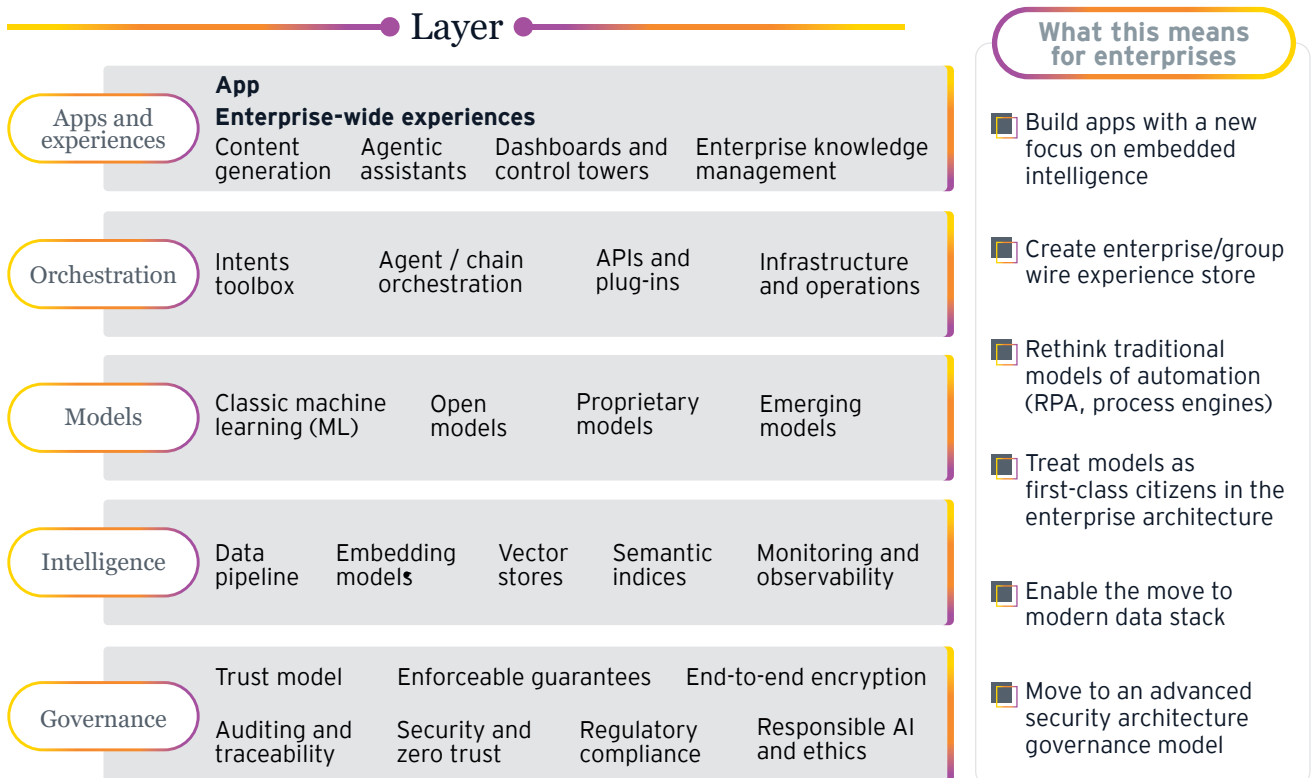 Layer
Apps and
experiences
App
Enterprise-wide experiences
Content
generation
Agentic
assistants
Dashboards and
control towers
Enterprise knowledge
management
Orchestration
Intents
toolbox
Agent / chain
orchestration
APIs and
plug-ins
Infrastructure
and operations
Models
Classic machine
learning (ML)
Open
models
Proprietary
models
Emerging
models
Intelligence
Data
pipeline
Embedding
models
Vector
stores
Semantic
indices
Monitoring and
observability
Governance
Trust model
Enforceable guarantees
End-to-end encryption
Auditing and
traceability
Security and
zero trust
Regulatory
compliance
Responsible AI
and ethics
What this means
for enterprises
Build apps with a new
focus on embedded
intelligence
Create enterprise/group
wire experience store
Rethink traditional
models of automation
(RPA, process engines)
Treat models as
first-class citizens in the
enterprise architecture
Enable the move to
modern data stack
Move to an advanced
security architecture
governance model